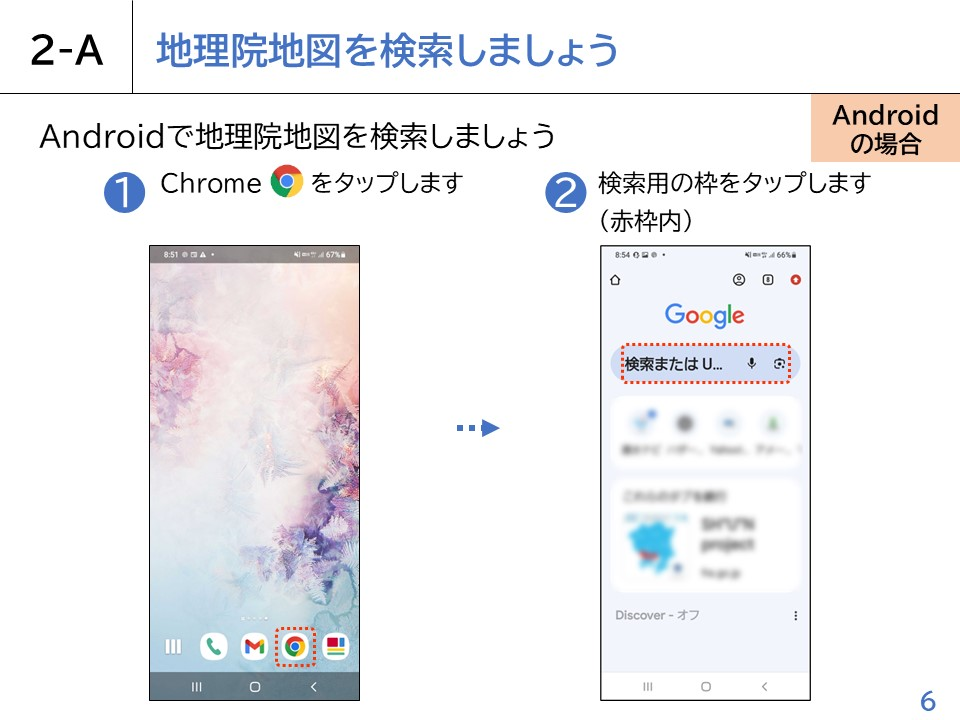 2-A
地理院地図を検索しましょう
Android
の場合
Androidで地理院地図を検索しましょう
1 Chrome をタップします
2 検索用の枠をタップします
（赤枠内）
8:51
67%
8:54
66%
8
Google
検索または U...
Discover - オフ
6